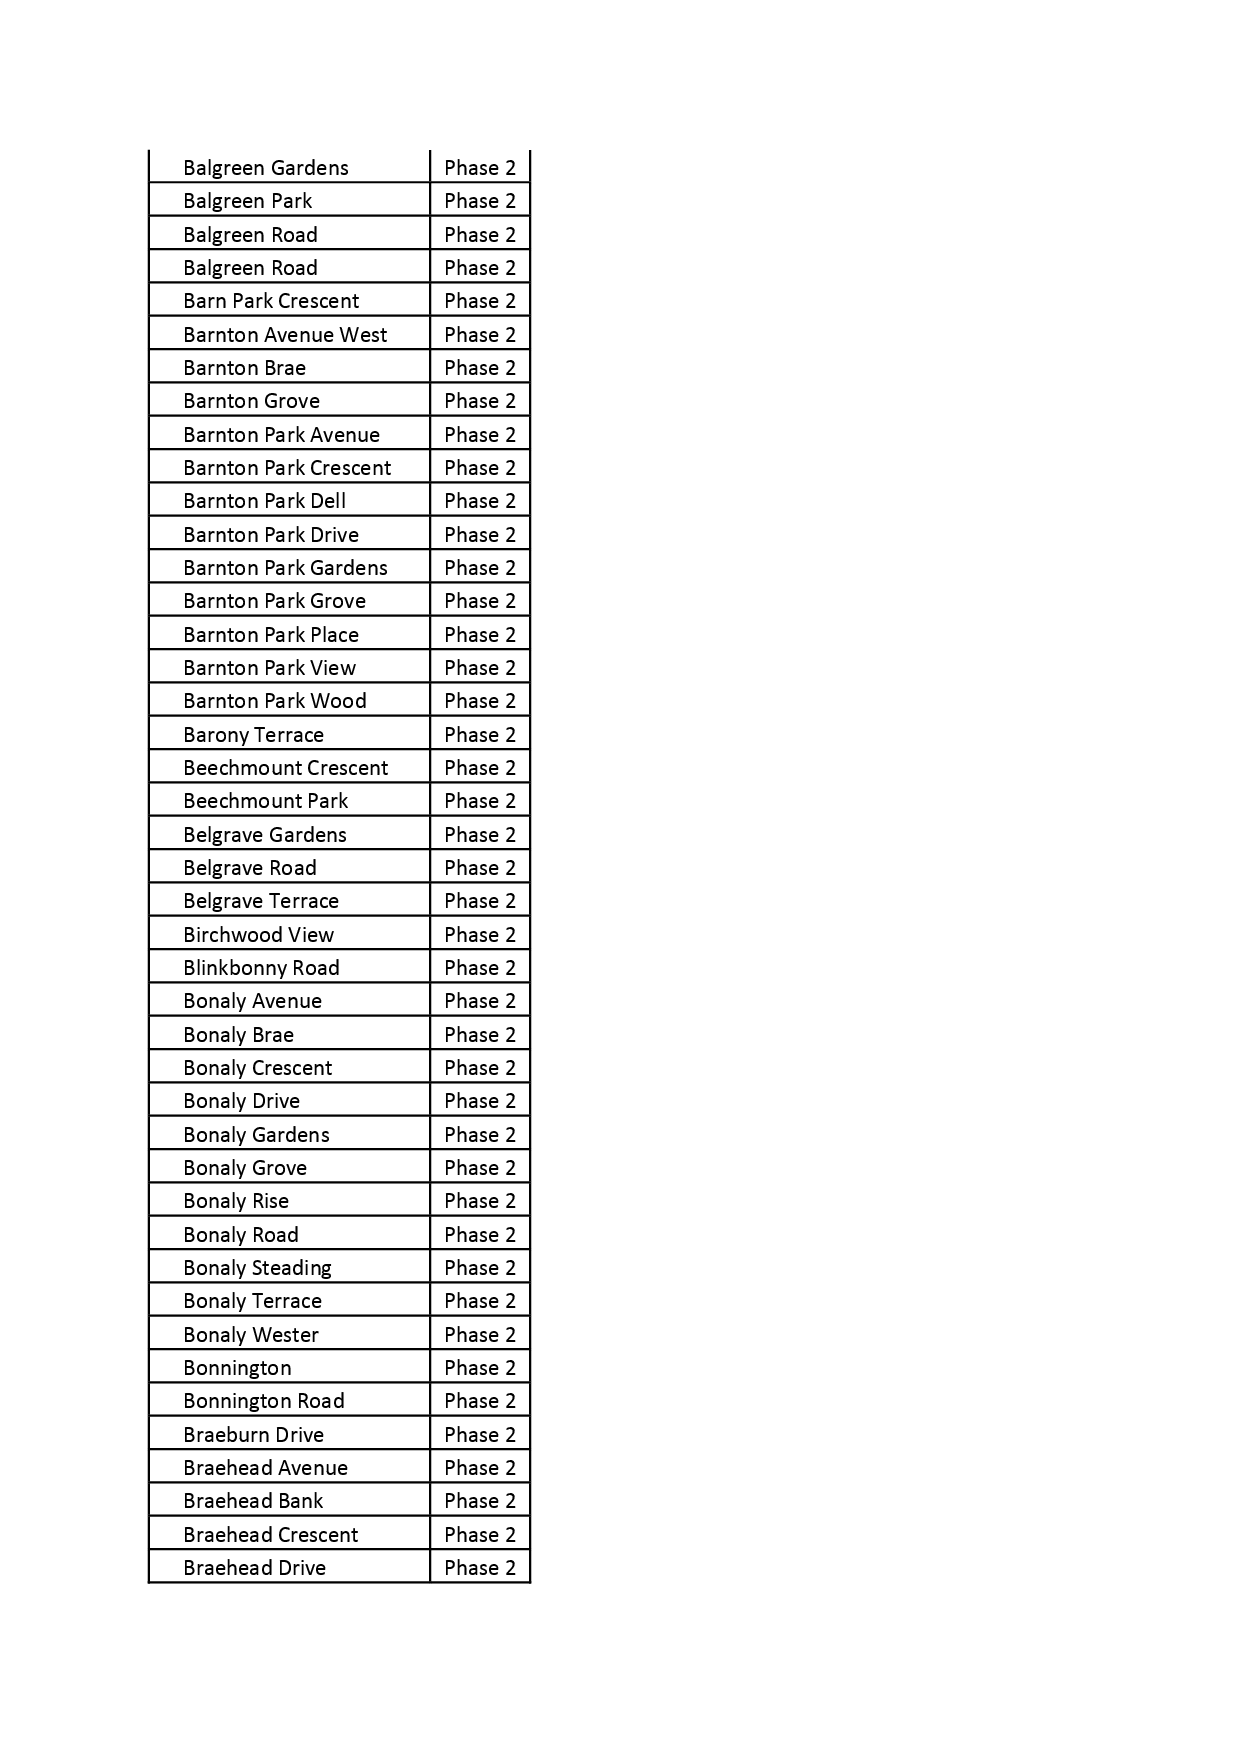 Balgreen Gardens Phase 2
Balgreen Park Phase 2
Balgreen Road Phase 2
Balgreen Road Phase 2
Barn Park Crescent Phase 2
Barnton Avenue West Phase 2
Barnton Brae Phase 2
Barnton Grove Phase 2
Barnton Park Avenue Phase 2
Barnton Park Crescent Phase 2
Barnton Park Dell Phase 2
Barnton Park Drive Phase 2
Barnton Park Gardens Phase 2
Barnton Park Grove Phase 2
Barnton Park Place Phase 2
Barnton Park View Phase 2
Barnton Park Wood Phase 2
Barony Terrace Phase 2
Beechmount Crescent Phase 2
Beechmount Park Phase 2
Belgrave Gardens Phase 2
Belgrave Road Phase 2
Belgrave Terrace Phase 2
Birchwood View Phase 2
Blinkbonny Road Phase 2
Bonaly Avenue Phase 2
Bonaly Brae Phase 2
Bonaly Crescent Phase 2
Bonaly Drive Phase 2
Bonaly Gardens Phase 2
Bonaly Grove Phase 2
Bonaly Rise Phase 2
Bonaly Road Phase 2
Bonaly Steading Phase 2
Bonaly Terrace Phase 2
Bonaly Wester Phase 2
Bonnington Phase 2
Bonnington Road Phase 2
Braeburn Drive Phase 2
Braehead Avenue Phase 2
Braehead Bank Phase 2
Braehead Crescent Phase 2
Braehead Drive Phase 2